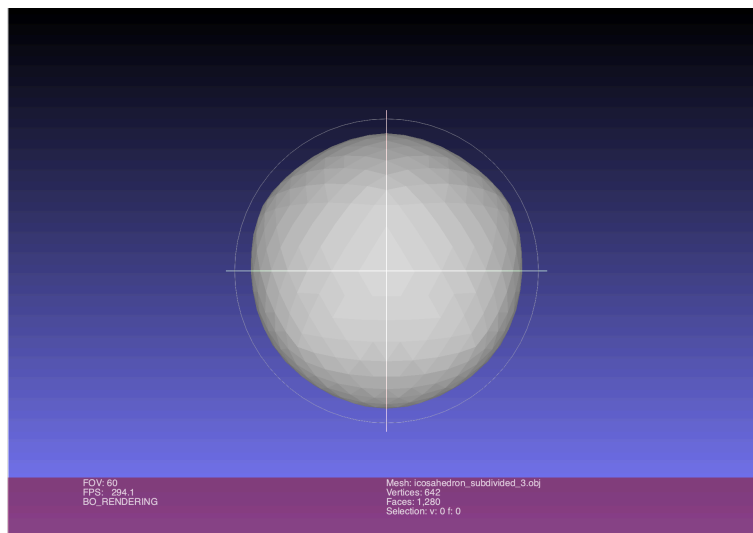 FOV: 60
FPS: 294.1
BO_RENDERING
Mesh: icosahedron_subdivided_3.obj
Vertices: 642
Faces: 1,280
Selection: v: 0 f: 0